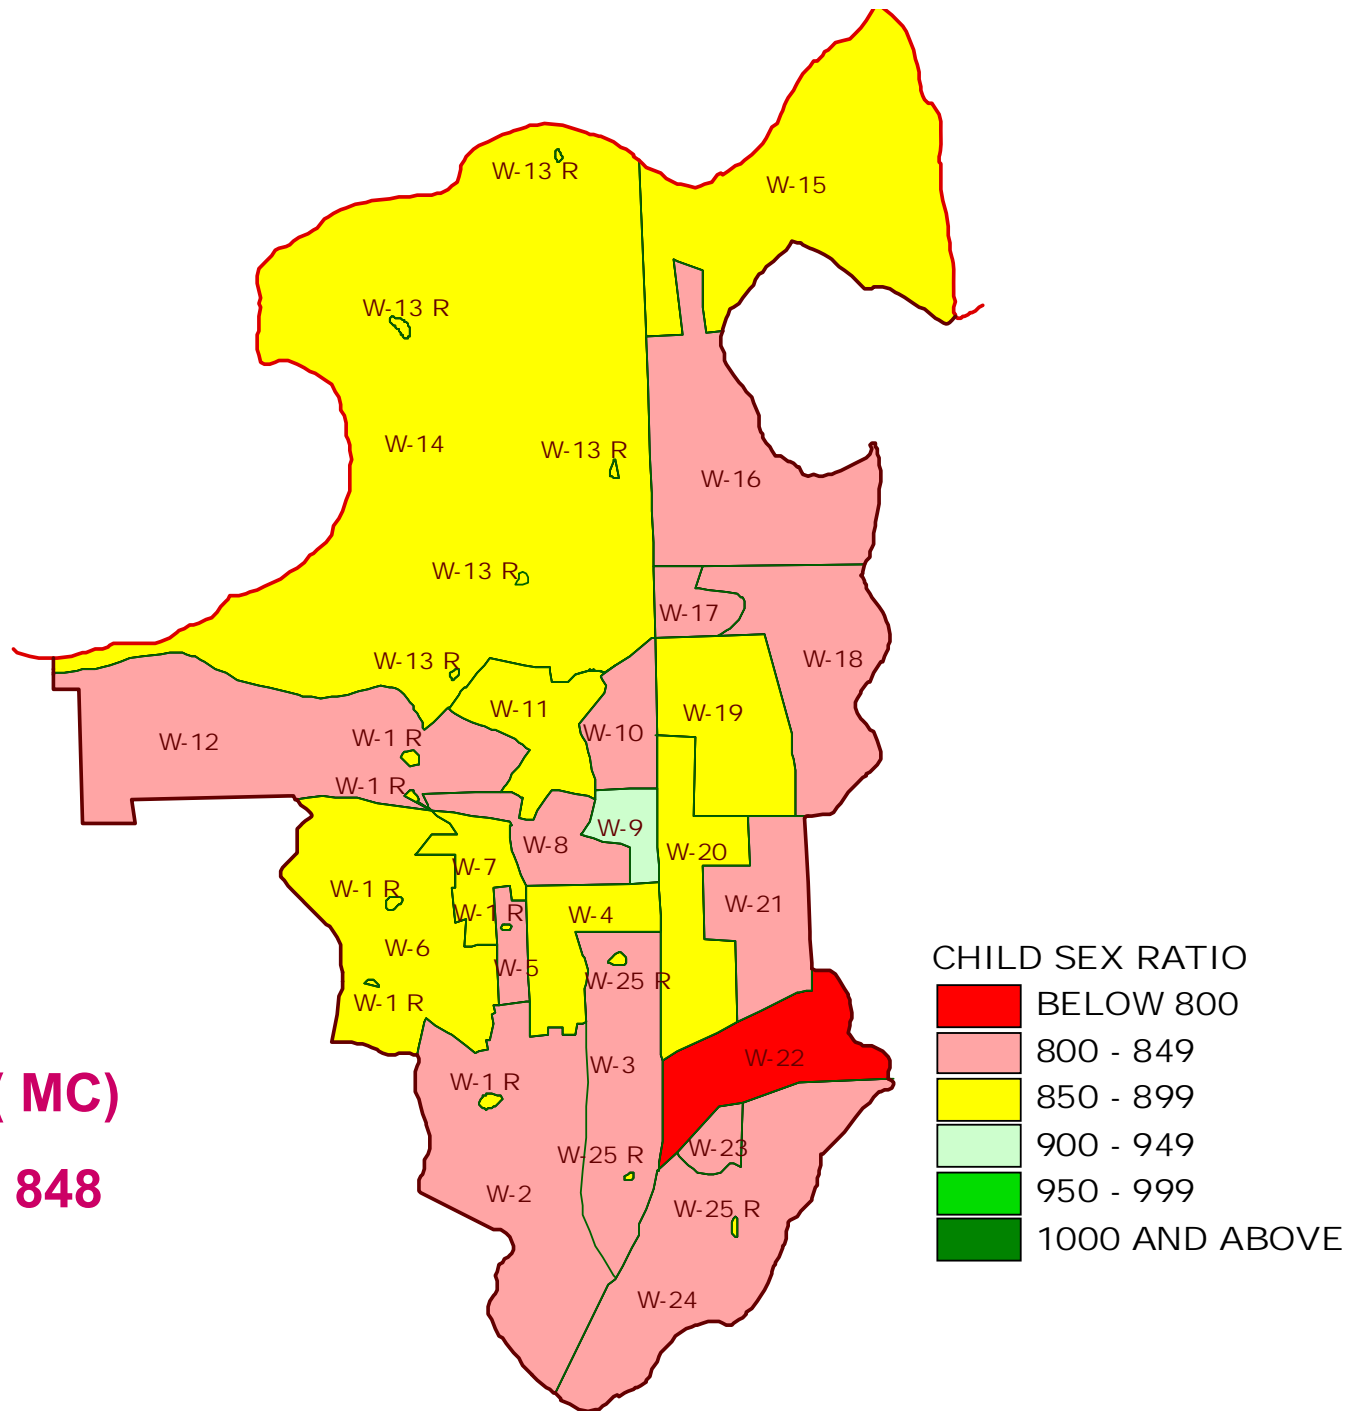 W-13 R
W-15
W-13 R
W-14
W-13 R
W-16
W-13 R
W-17
W-13 R
W-18
W-11
W-19
W-10
W-12
W-1 R
W-1 R
W-9
W-8
W-20
W-7
W-1 R
W-21
W-1 R
W-4
W-6
W-5
W-25 R
W-1 R
CHILD SEX RATIO
BELOW 800
800 - 849
850 - 899
900 - 949
950 - 999
1000 AND ABOVE
W-22
W-3
W-1 R
( MC)
W-23
W-25 R
848
W-2
W-25 R
W-24